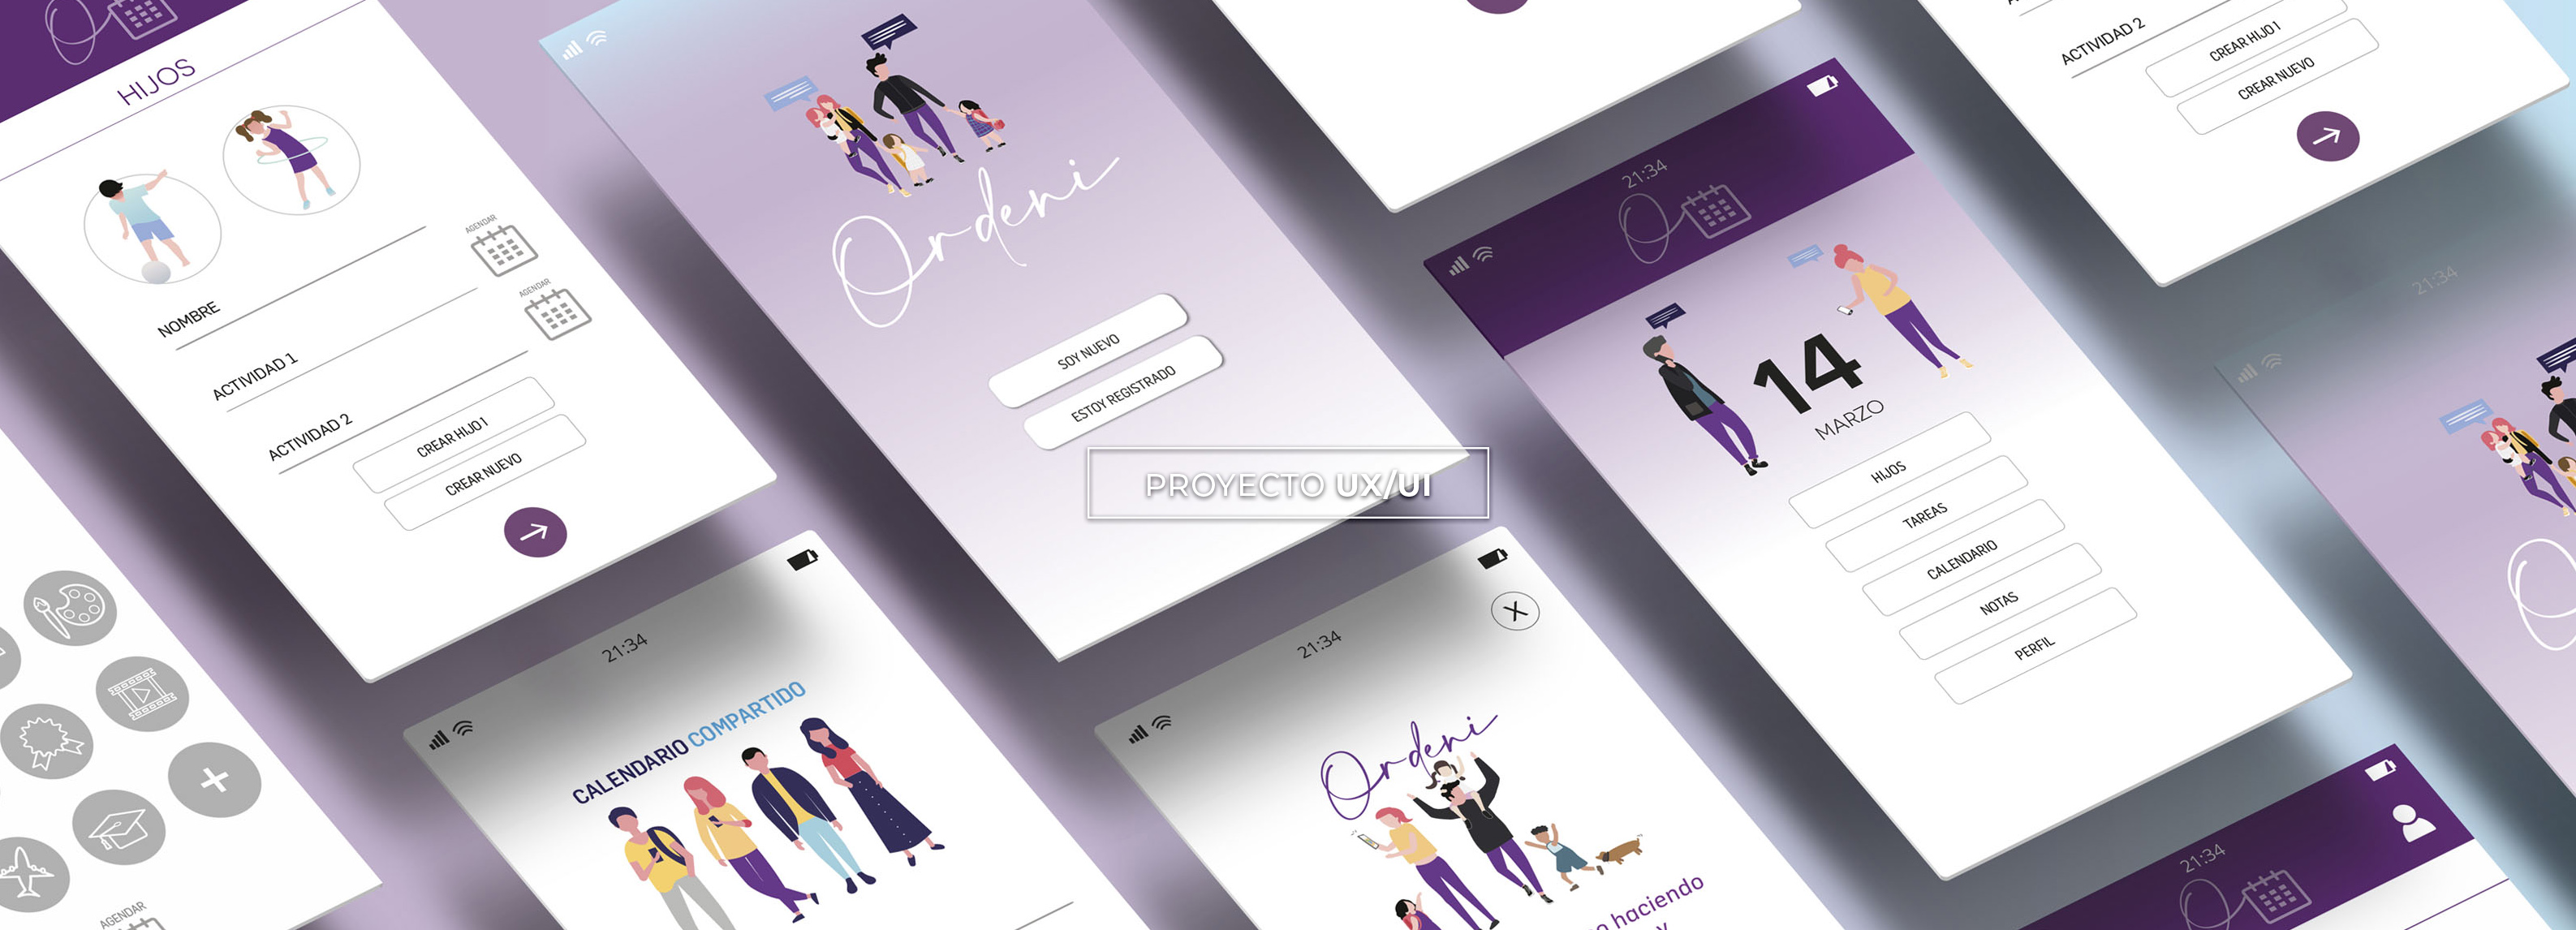 HIJOS
NOMBRE
AGENDAR
ACTIVIDAD 1
AGENDAR
ACTIVIDAD 2
CREAR HIJO 1
CREAR NUEVO
AGENDAR
Ordeni
SOY NUEVO
ESTOY REGISTRADO
PROYECTO UX/UI
21:34
CALENDARIO COMPARTIDO
21:34
X
Ordeni
haciendo
y
21:34
14
MARZO
HIJOS
TAREAS
CALENDARIO
NOTAS
PERFIL
ACTIVIDAD 2
CREAR HIJO 1
CREAR NUEVO
21:34
21:34